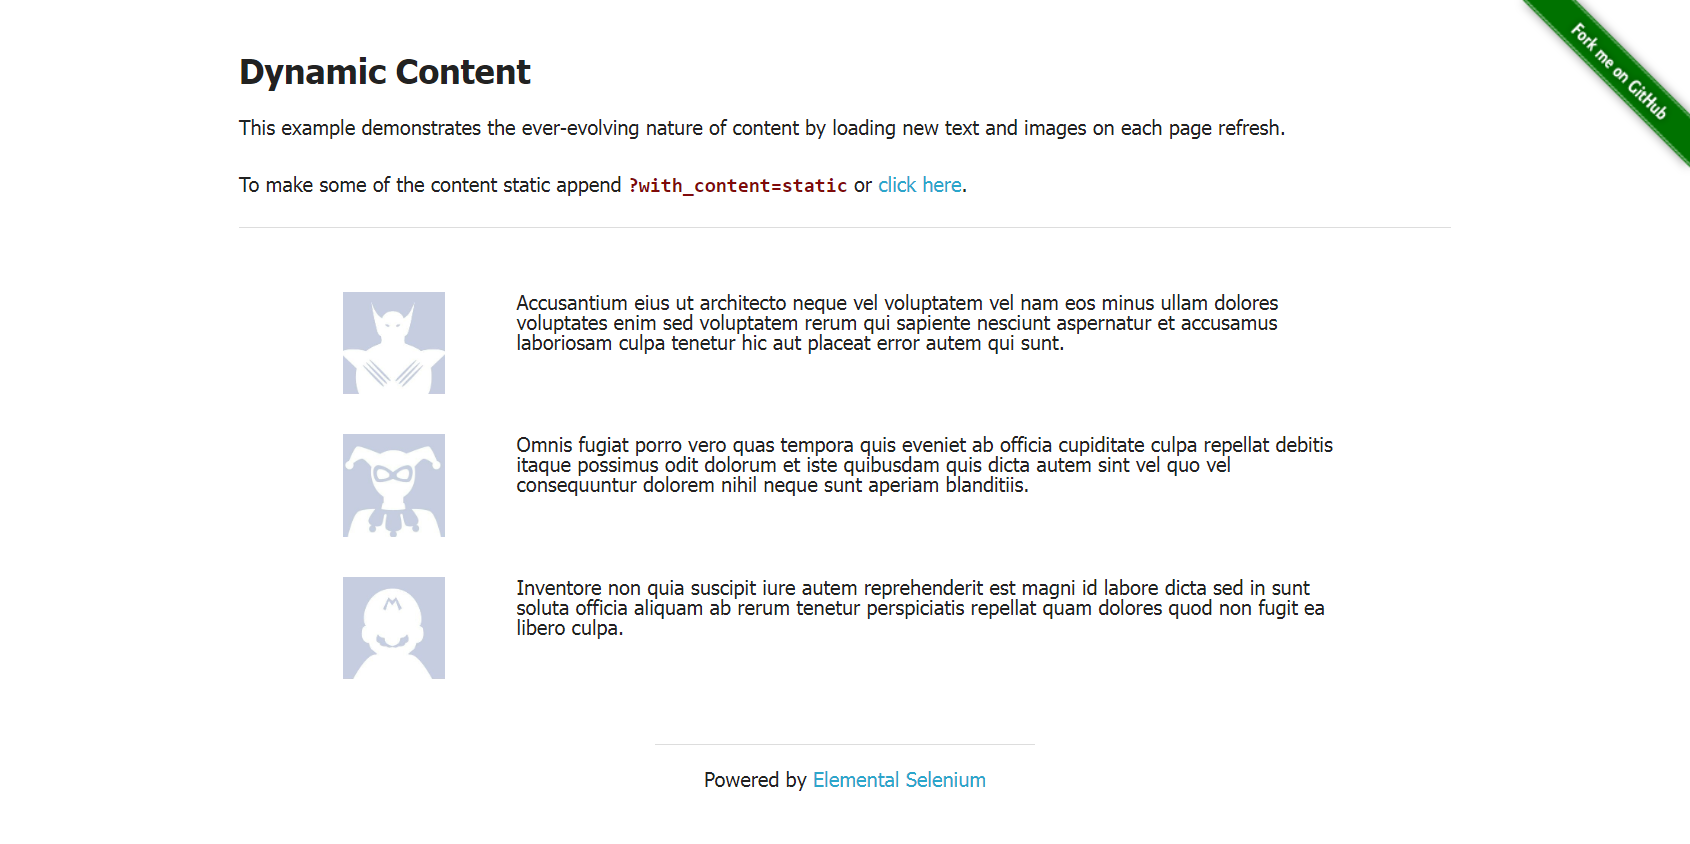 Fork me on GitHub
Dynamic Content
This example demonstrates the ever-evolving nature of content by loading new text and images on each page refresh.
To make some of the content static append ?with_content=static or click here.
Accusantium eius ut architecto neque vel voluptatem vel nam eos minus ullam dolores
voluptates enim sed voluptatem rerum qui sapiente nesciunt aspernatur et accusamus
laboriosam culpa tenetur hic aut placeat error autem qui sunt.
Omnis fugiat porro vero quas tempora quis eveniet ab officia cupiditate culpa repellat debitis
itaque possimus odit dolorum et iste quibusdam quis dicta autem sint vel quo vel
consequuntur dolorem nihil neque sunt aperiam blanditiis.
M
Inventore non quia suscipit iure autem reprehenderit est magni id labore dicta sed in sunt
soluta officia aliquam ab rerum tenetur perspiciatis repellat quam dolores quod non fugit ea
libero culpa.
Powered by Elemental Selenium